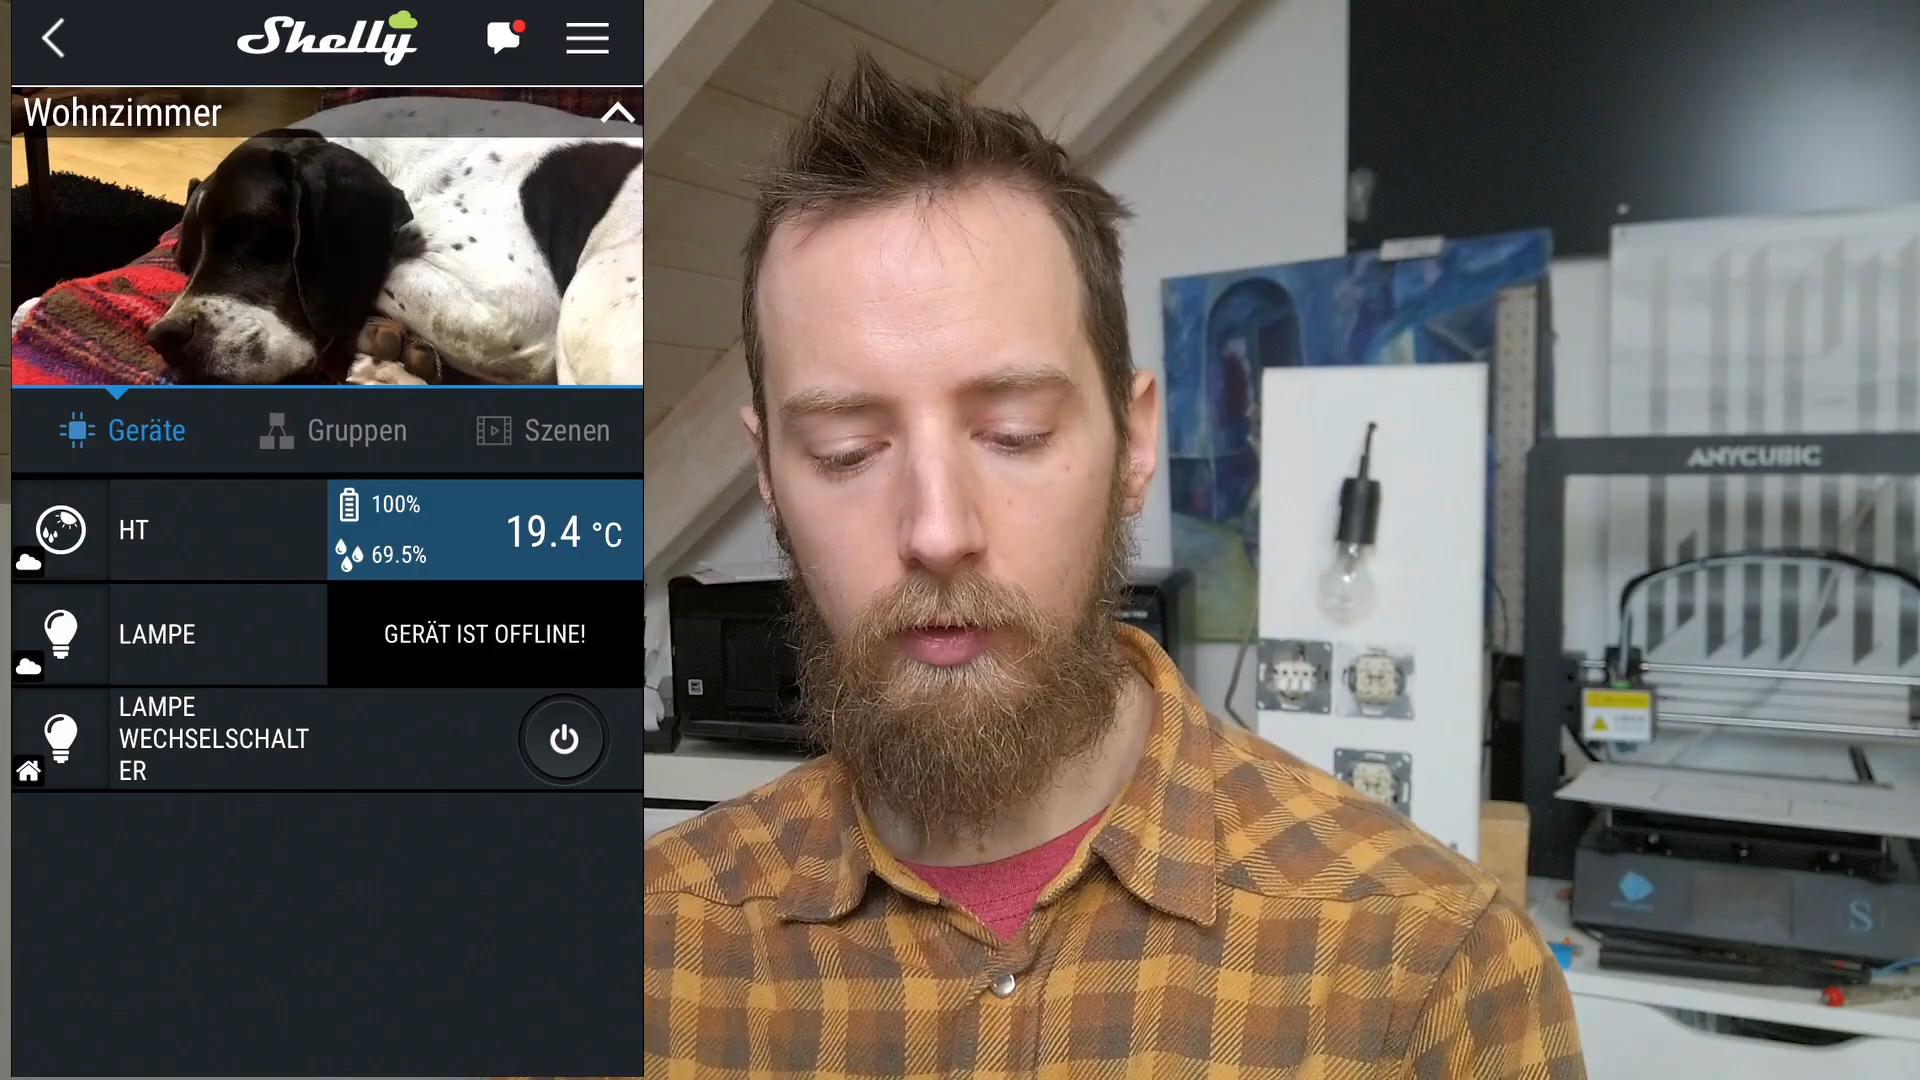 Shelly
Wohnzimmer
Geräte
Gruppen
Szenen
HT
100%
69.5%
19.4 °C
LAMPE
GERÄT IST OFFLINE!
LAMPE
WECHSELSCHALT
ER
ANYCUBIC
S